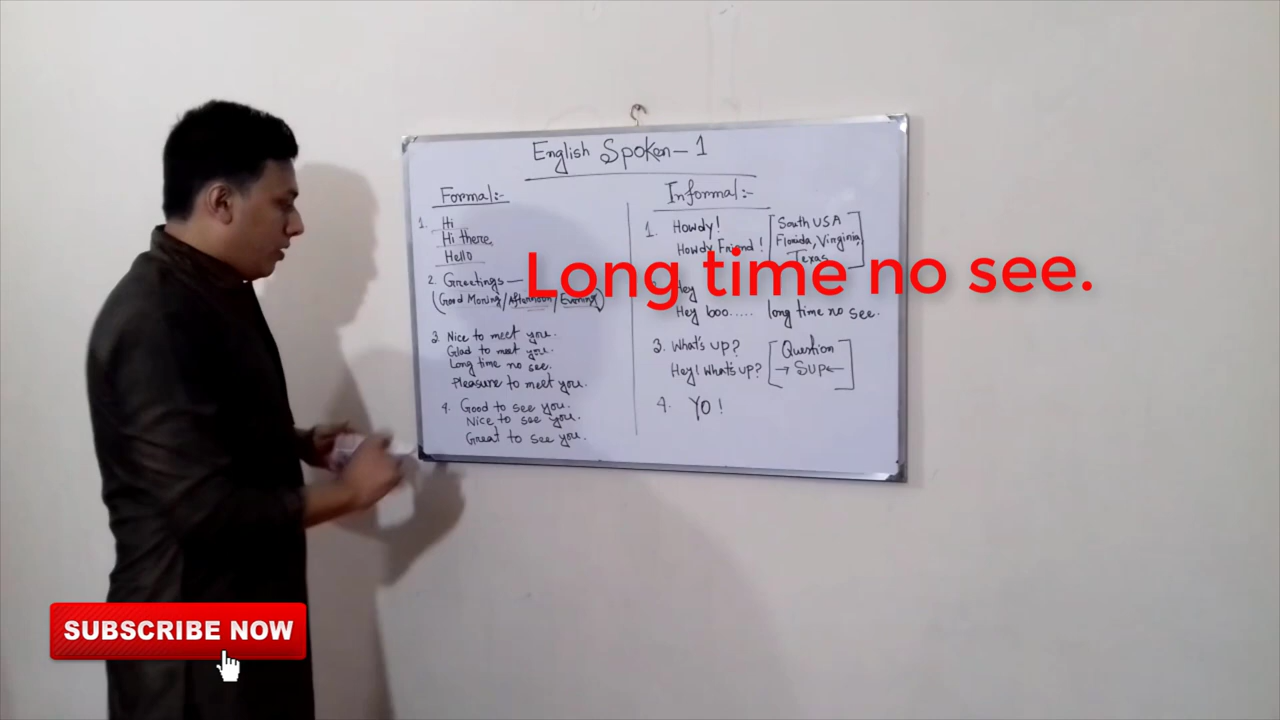 English Spoken-1
Formal:-
1. Hi
Hi there,
Hello
2. Greetings—
(Good Morning/Afternoon/Evening)
3. Nice to meet you.
Glad to meet you.
Long time no see.
Pleasure to meet you.
4. Good to see you.
Nice to see you.
Great to see you.
Informal:-
1. Howdy!
Howdy Friend!
[South USA
Florida, Virginia,
Texas]
Hey
Hey boo..... long time no see.
3. What's up?
Hey! What's up?
[Question
→ Sup←]
4. YO!
Long time no see.
SUBSCRIBE NOW